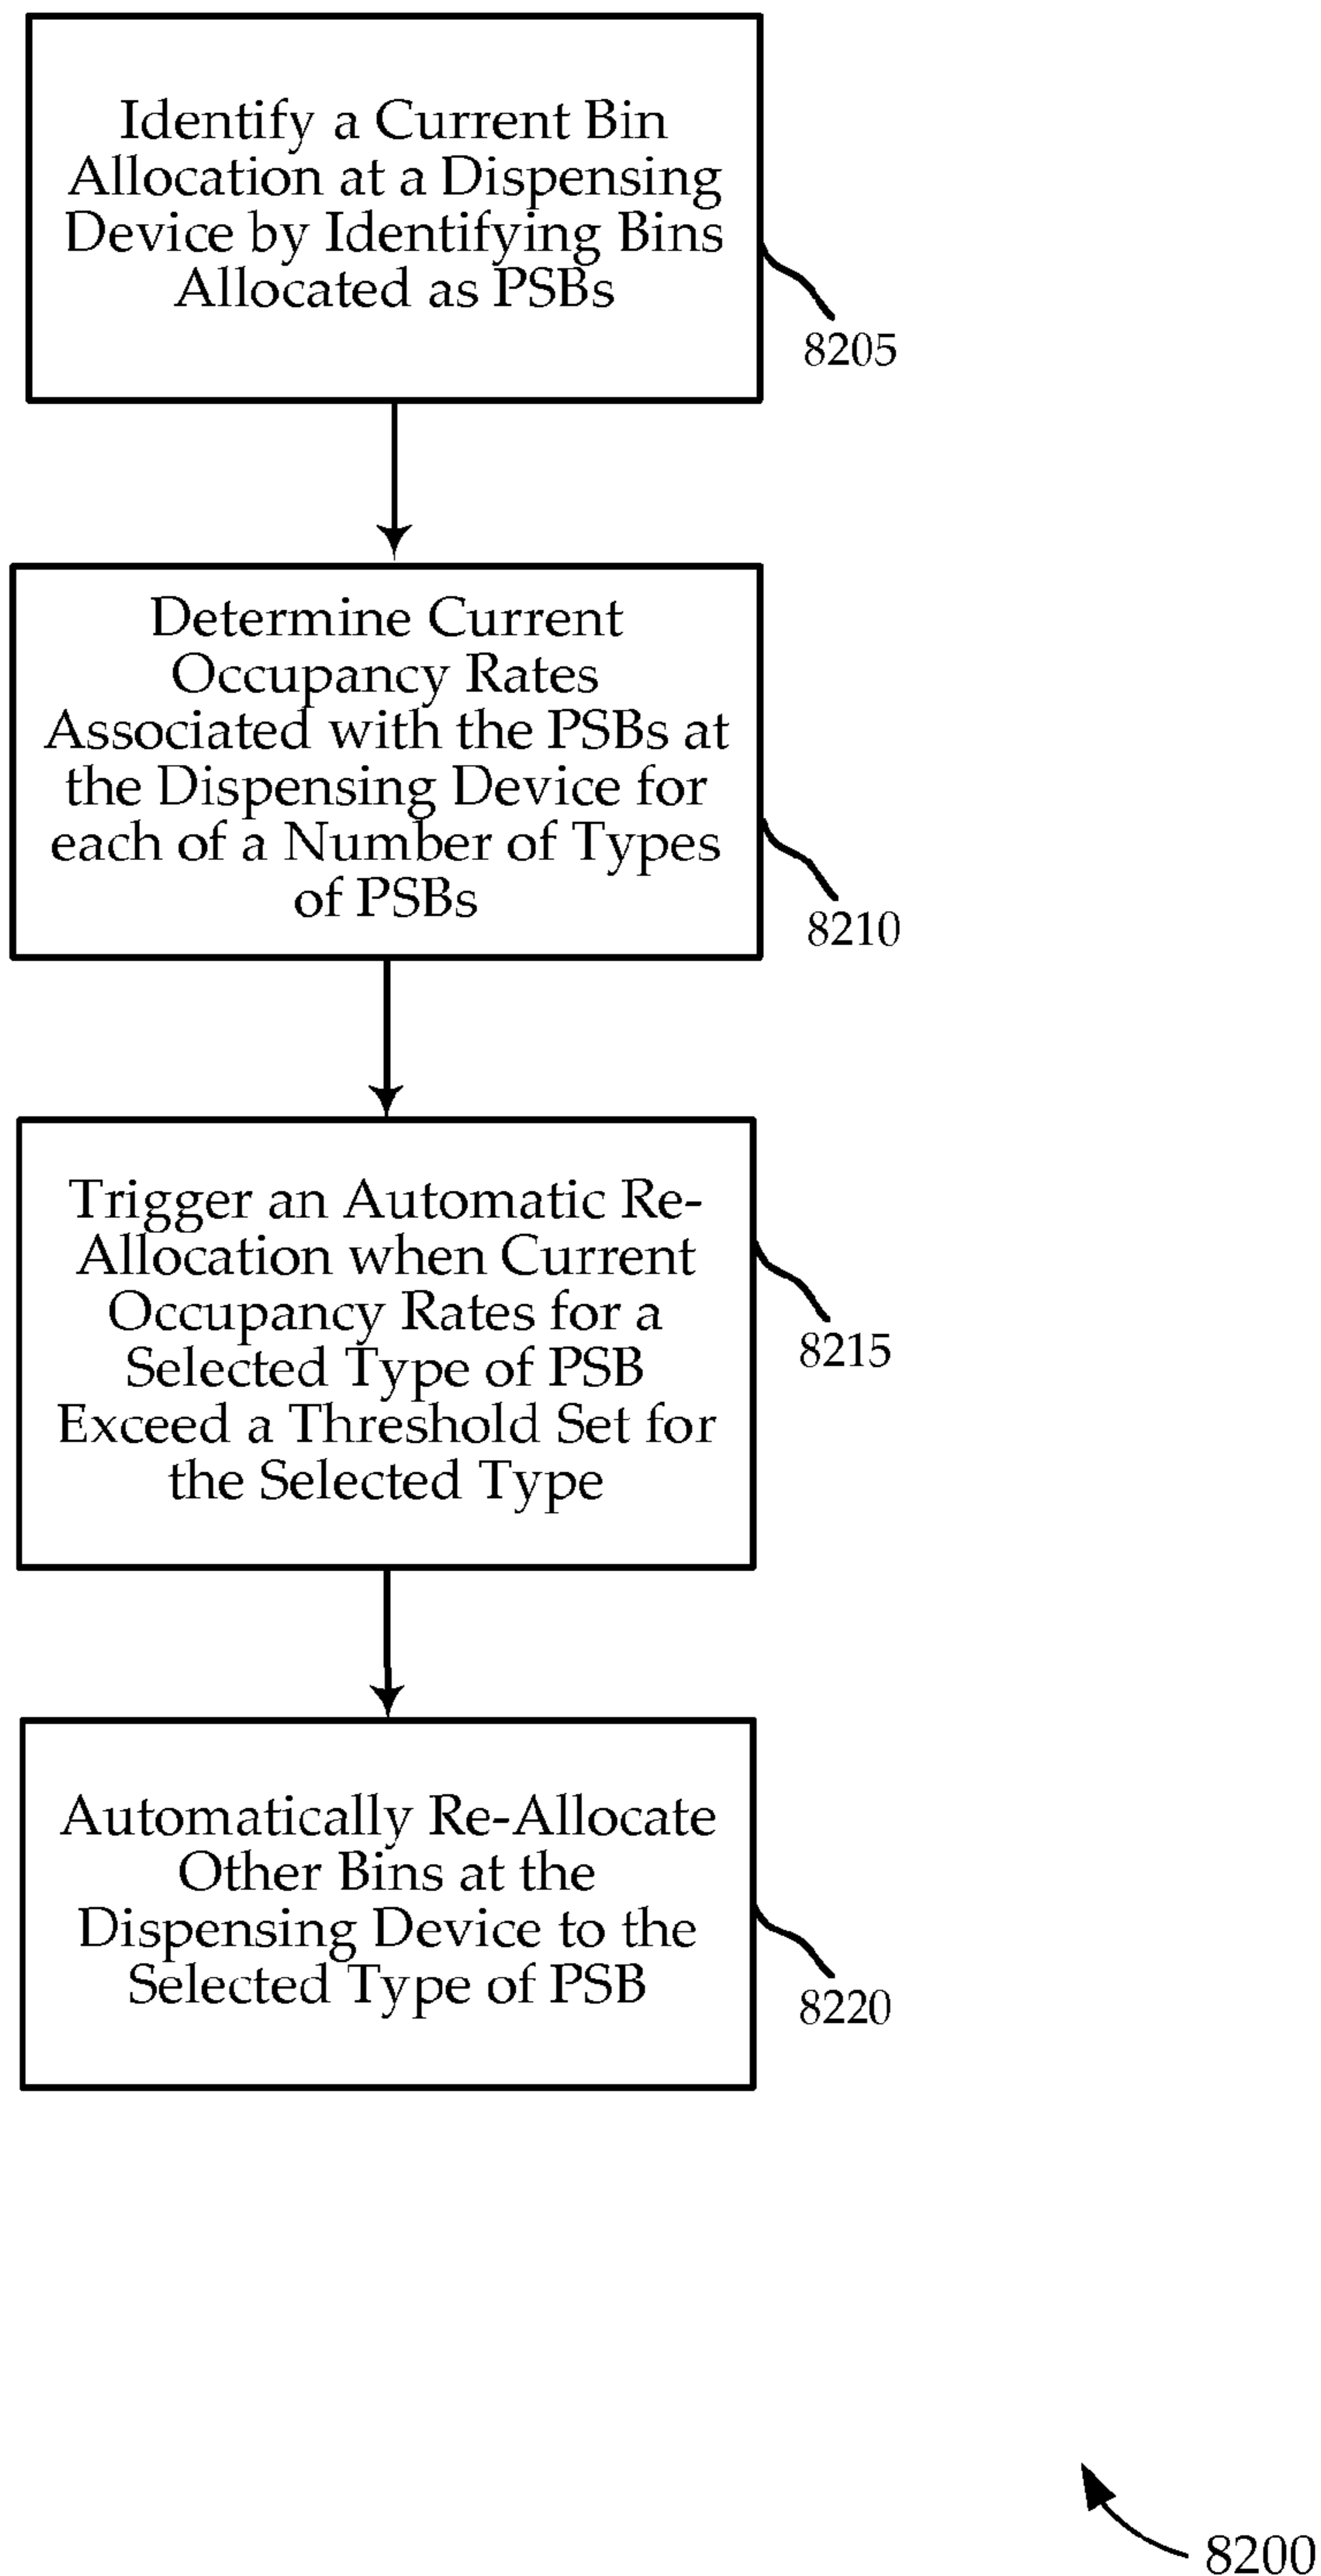 Identify a Current Bin
Allocation at a Dispensing
Device by Identifying Bins
Allocated as PSBs
8205
Determine Current
Occupancy Rates
Associated with the PSBs at
the Dispensing Device for
each of a Number of Types
of PSBs
8210
Trigger an Automatic Re-
Allocation when Current
Occupancy Rates for a
Selected Type of PSB
Exceed a Threshold Set for
the Selected Type
8215
Automatically Re-Allocate
Other Bins at the
Dispensing Device to the
Selected Type of PSB
8220
8200